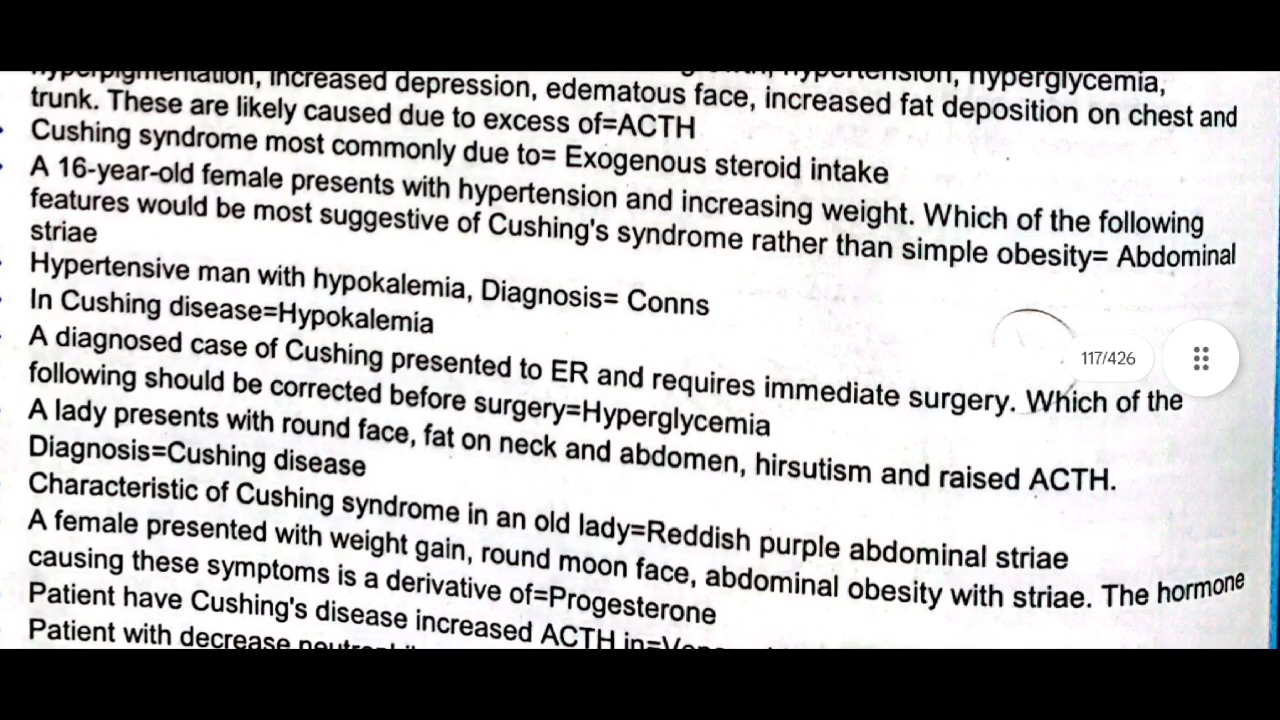 hyperpigmentation, increased depression, edematous face, increased fat deposition on chest and
hypertension, hyperglycemia,
trunk. These are likely caused due to excess of=ACTH
Cushing syndrome most commonly due to= Exogenous steroid intake
A 16-year-old female presents with hypertension and increasing weight. Which of the following
features would be most suggestive of Cushing's syndrome rather than simple obesity= Abdominal
striae
Hypertensive man with hypokalemia, Diagnosis= Conns
In Cushing disease=Hypokalemia
A diagnosed case of Cushing presented to ER and requires immediate surgery. Which of the
following should be corrected before surgery=Hyperglycemia
A lady presents with round face, fat on neck and abdomen, hirsutism and raised ACTH.
Diagnosis=Cushing disease
Characteristic of Cushing syndrome in an old lady=Reddish purple abdominal striae
A female presented with weight gain, round moon face, abdominal obesity with striae. The hormone
causing these symptoms is a derivative of=Progesterone
Patient have Cushing's disease increased ACTH in=
Patient with decrease
117/426